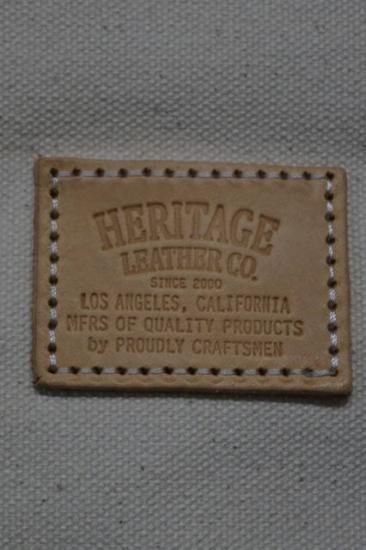 HERITAGE
LEATHER CO.
SINCE 2000
LOS ANGELES, CALIFORNIA
MFRS OF QUALITY PRODUCTS
by PROUDLY CRAFTSMEN